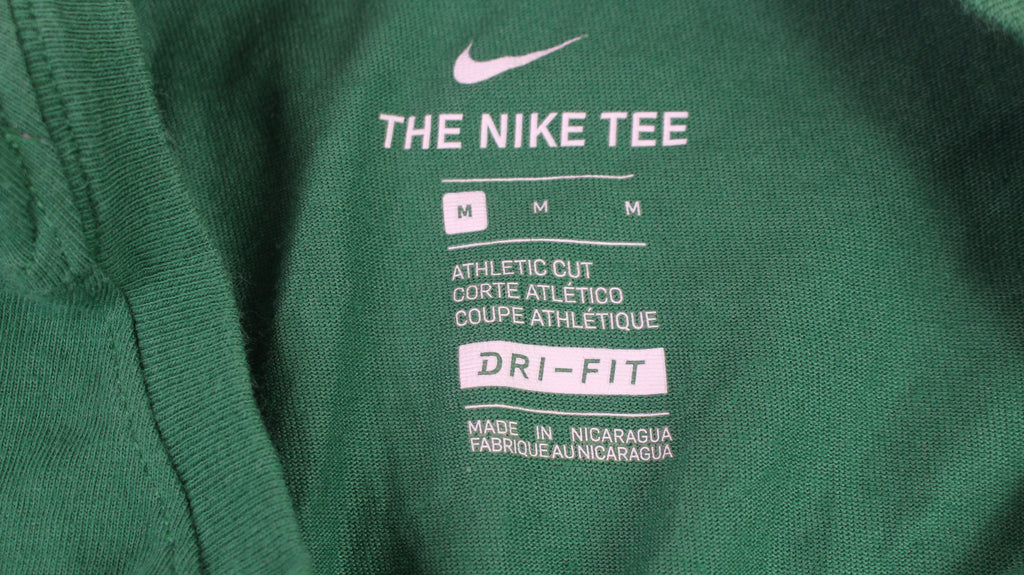 THE NIKE TEE
M M M
ATHLETIC CUT
CORTE ATLÉTICO
COUPE ATHLÉTIQUE
DRI-FIT
MADE IN NICARAGUA
FABRIQUE AU NICARAGUA